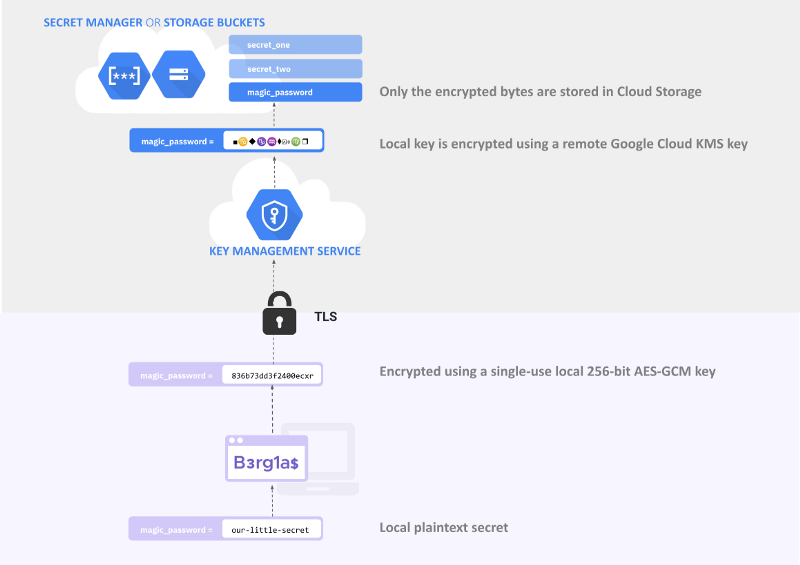 SECRET MANAGER OR STORAGE BUCKETS
secret_one
secret_two
[***]
magic_password
Only the encrypted bytes are stored in Cloud Storage
magic_password =
Local key is encrypted using a remote Google Cloud KMS key
KEY MANAGEMENT SERVICE
TLS
magic_password = 836b73dd3f2400ecxr
Encrypted using a single-use local 256-bit AES-GCM key
B3rg1a$
magic_password = our-little-secret
Local plaintext secret